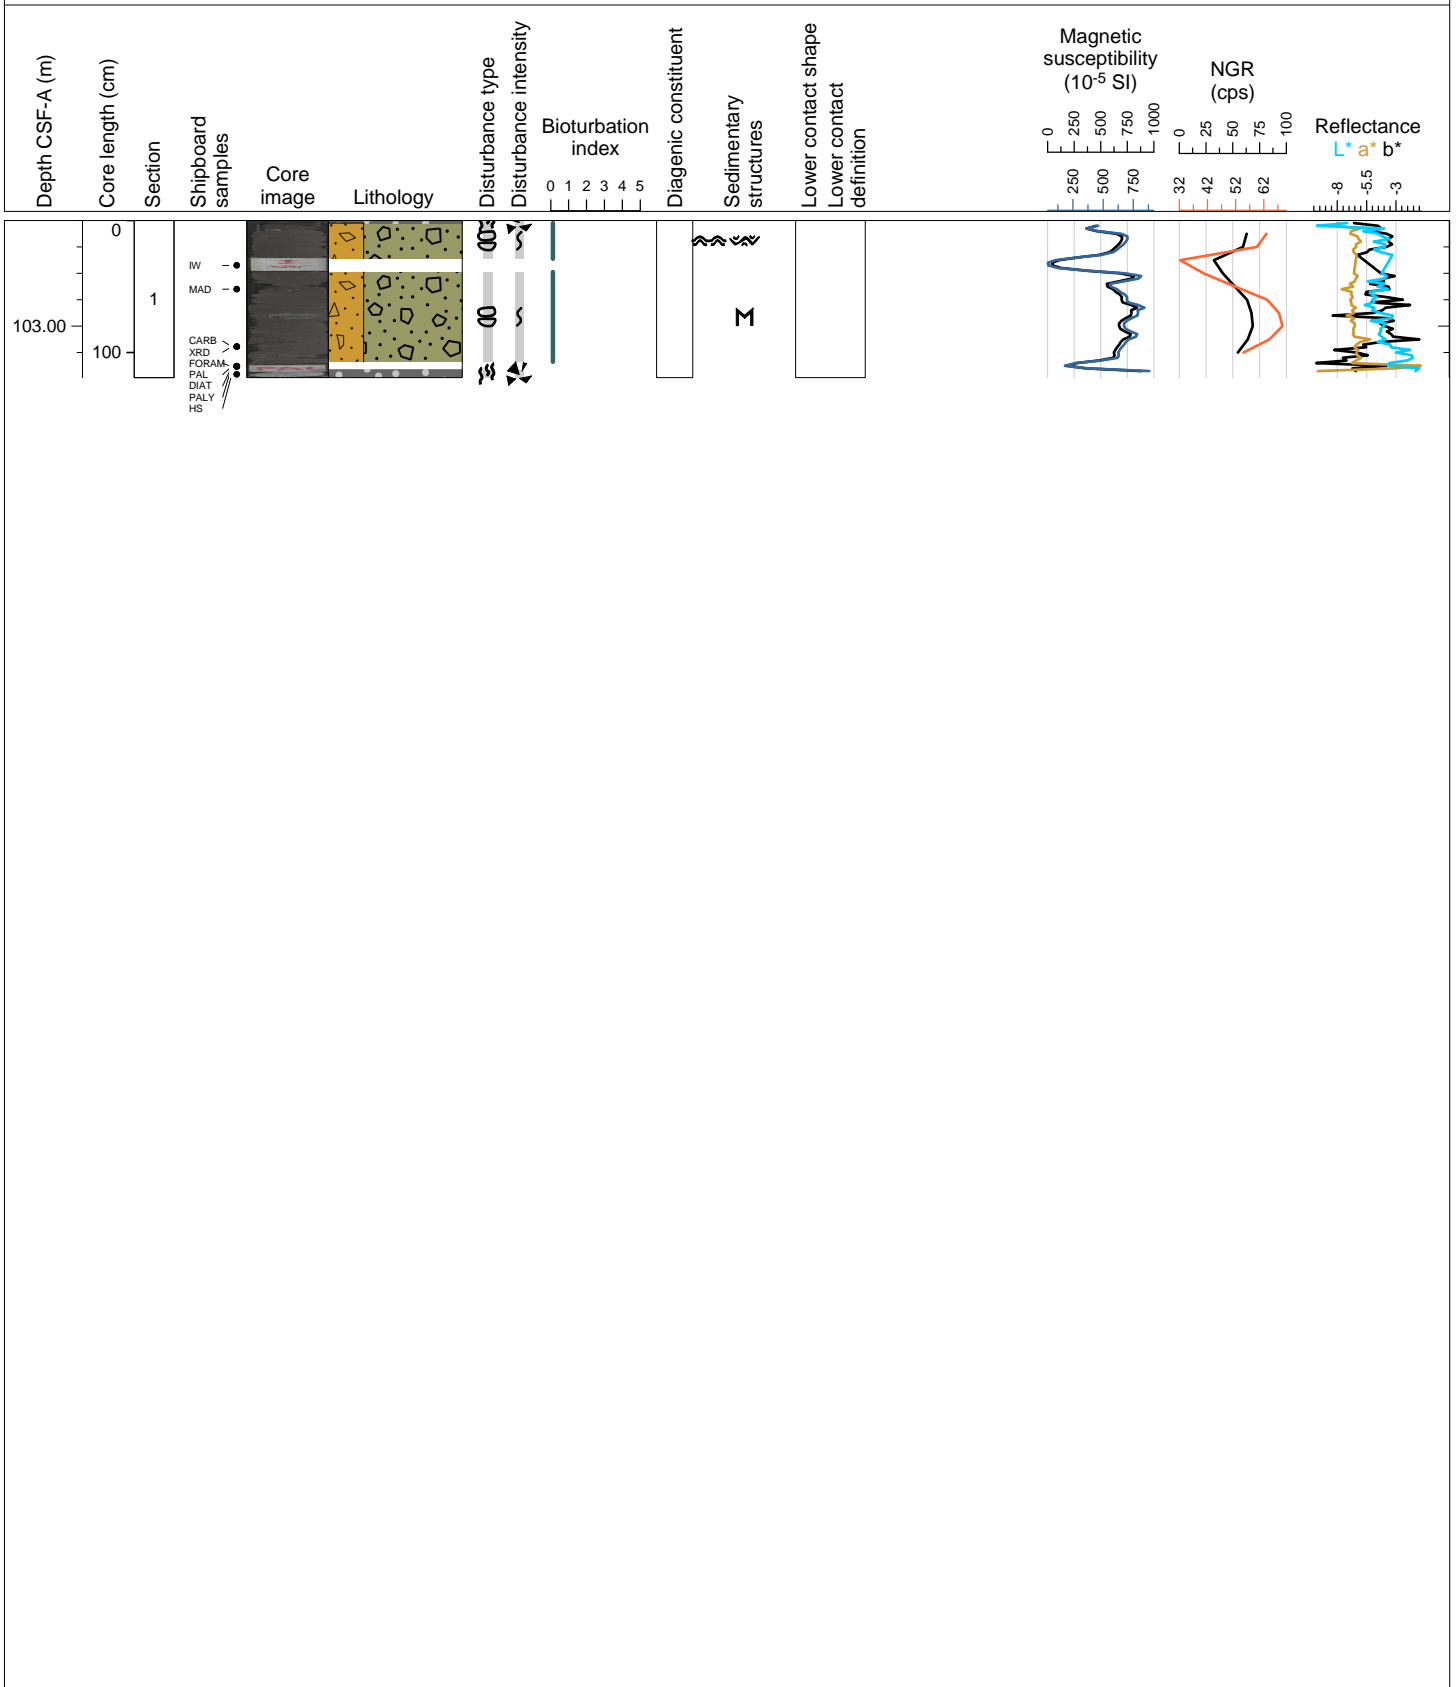 Depth CSF-A (m)
Core length (cm)
Section
Shipboard
samples
Core
image
Lithology
Disturbance type
Disturbance intensity
Bioturbation
index
0 1 2 3 4 5
Diagenic constituent
Sedimentary
structures
Lower contact shape
Lower contact
definition
Magnetic
susceptibility
(10-5 SI)
0 250 500 750 1000
250 500 750
NGR
(cps)
0 25 50 75 100
32 42 52 62
Reflectance
L* a* b*
-8 -5.5 -3
0
IW
MAD
1
103.00
CARB
100
XRD
FORAM
PAL
DIAT
PALY
HS
PAL